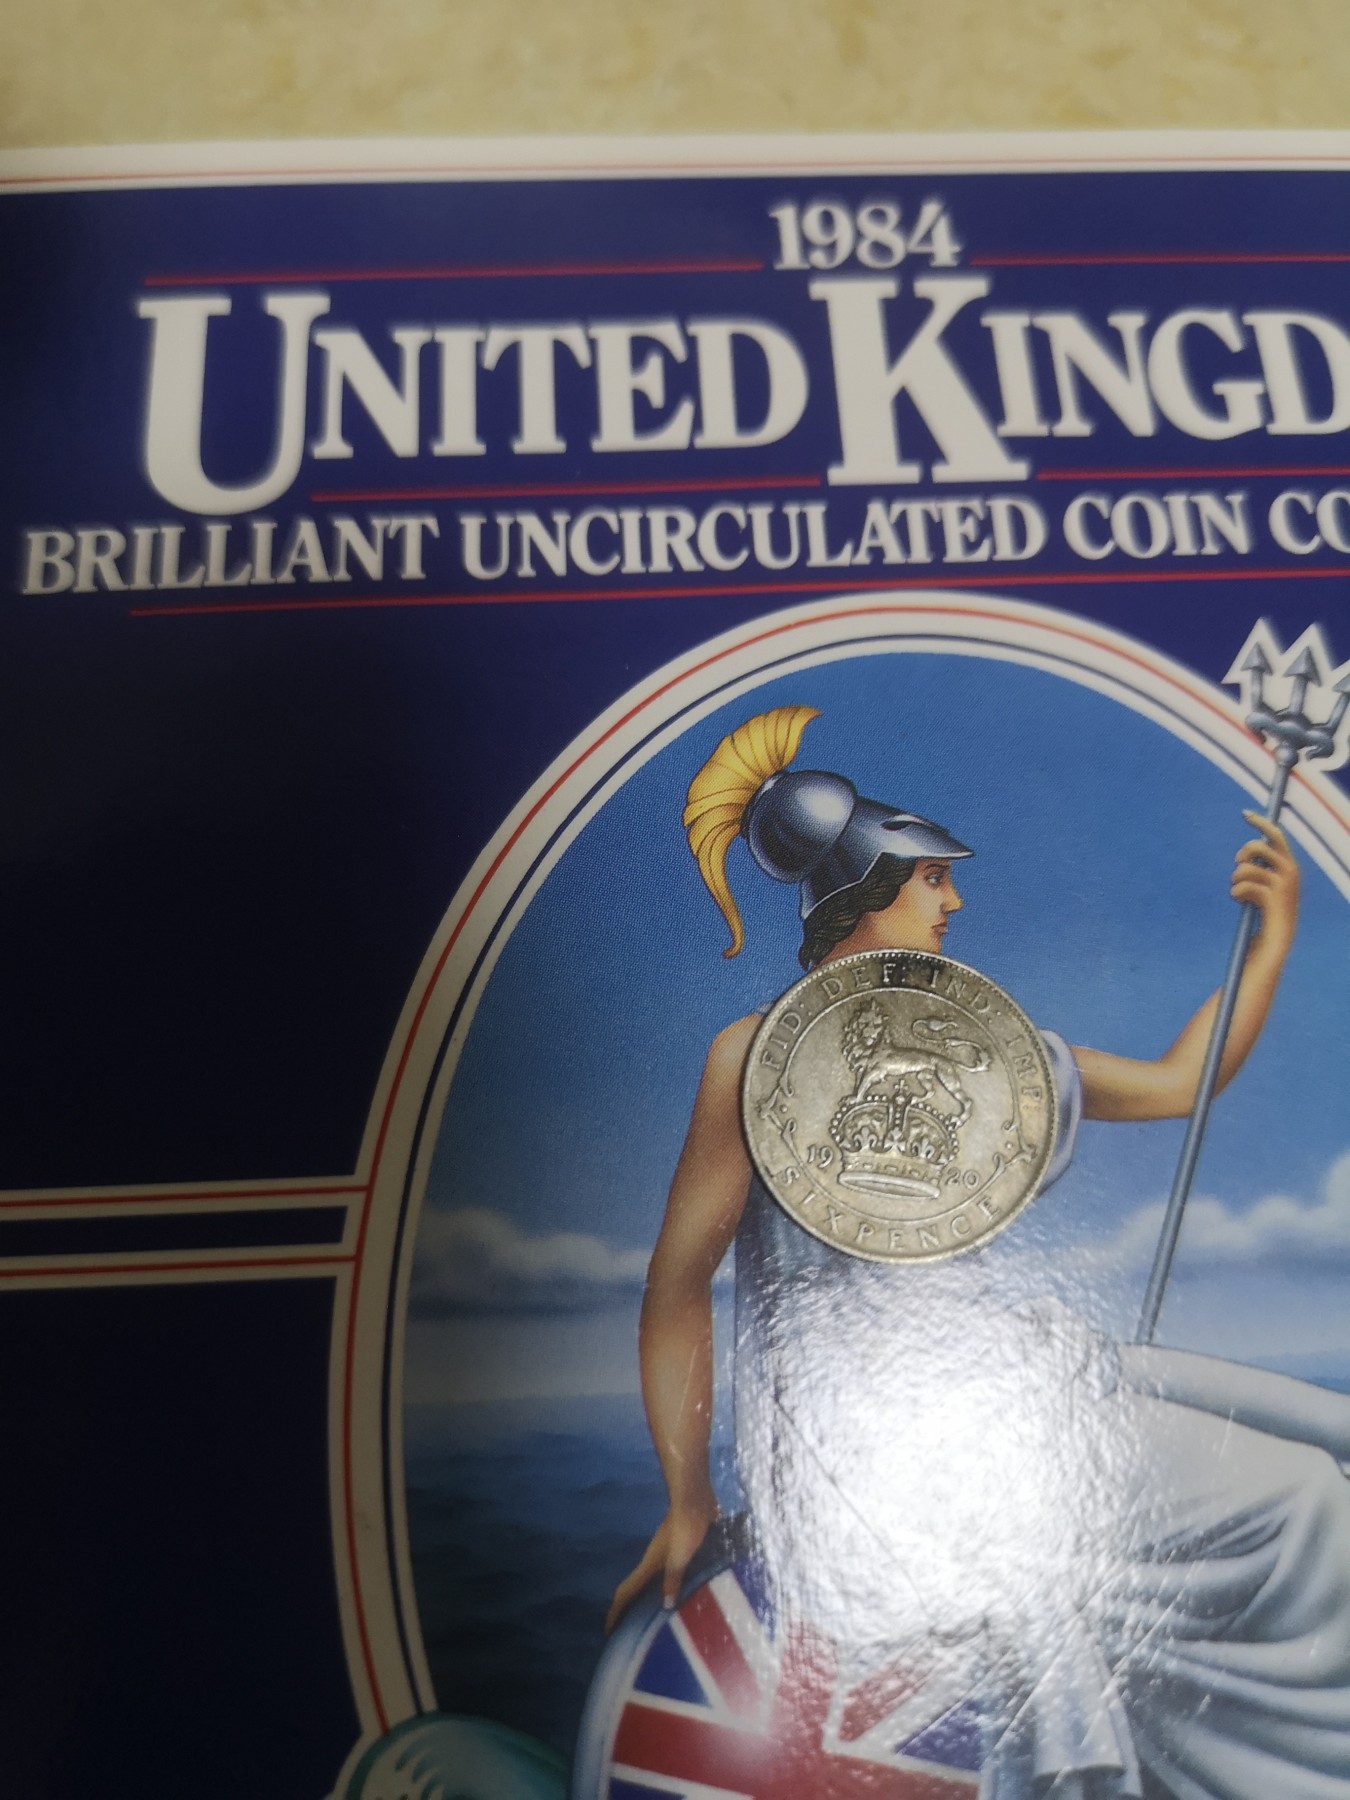 1984
UNITED KINGD
BRILLIANT UNCIRCULATED COIN CO
FID: DEF: IND: IMP:
19 20
SIXPENCE